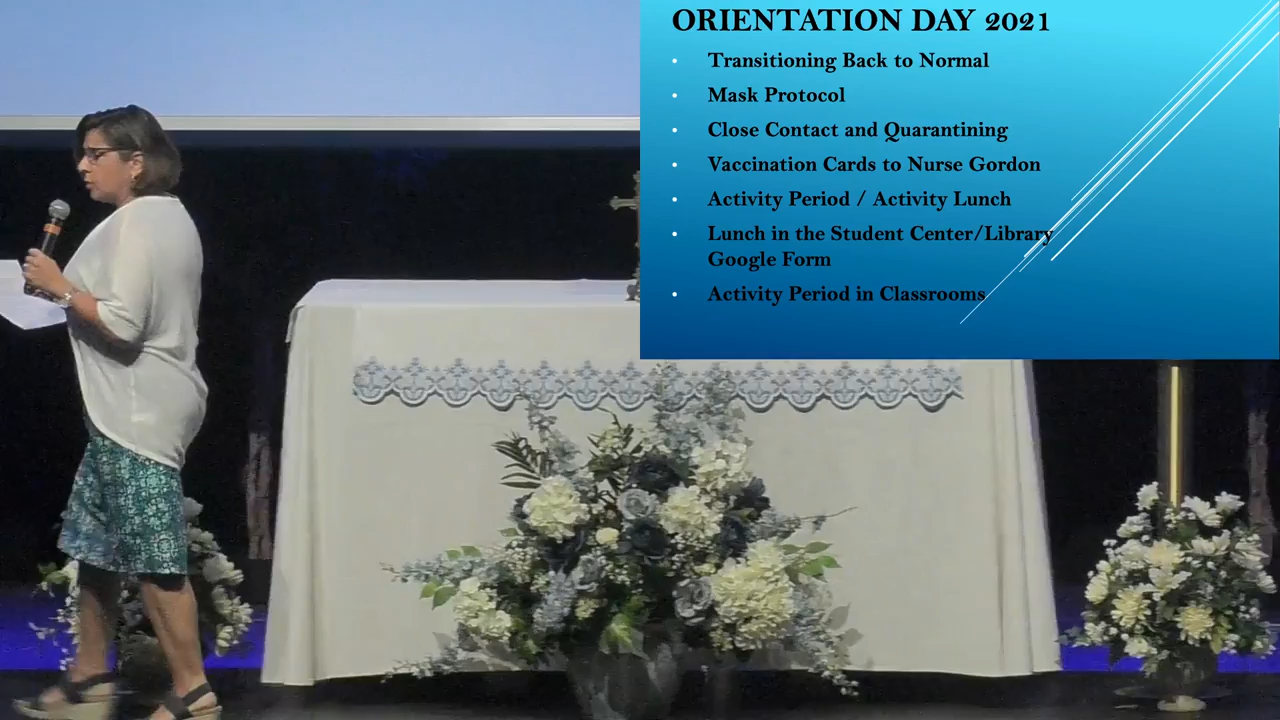 ORIENTATION DAY 2021
• Transitioning Back to Normal
• Mask Protocol
• Close Contact and Quarantining
• Vaccination Cards to Nurse Gordon
• Activity Period / Activity Lunch
• Lunch in the Student Center/Library
Google Form
• Activity Period in Classrooms